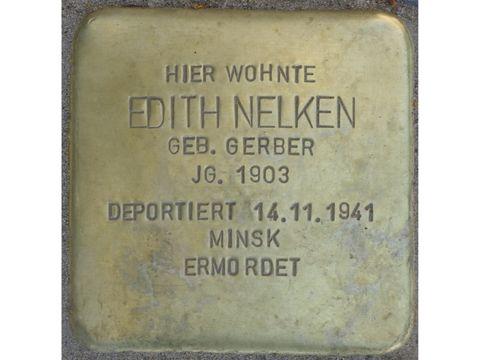 HIER WOHNTE
EDITH NELKEN
GEB. GERBER
JG. 1903
DEPORTIERT 14.11.1941
MINSK
ERMORDET